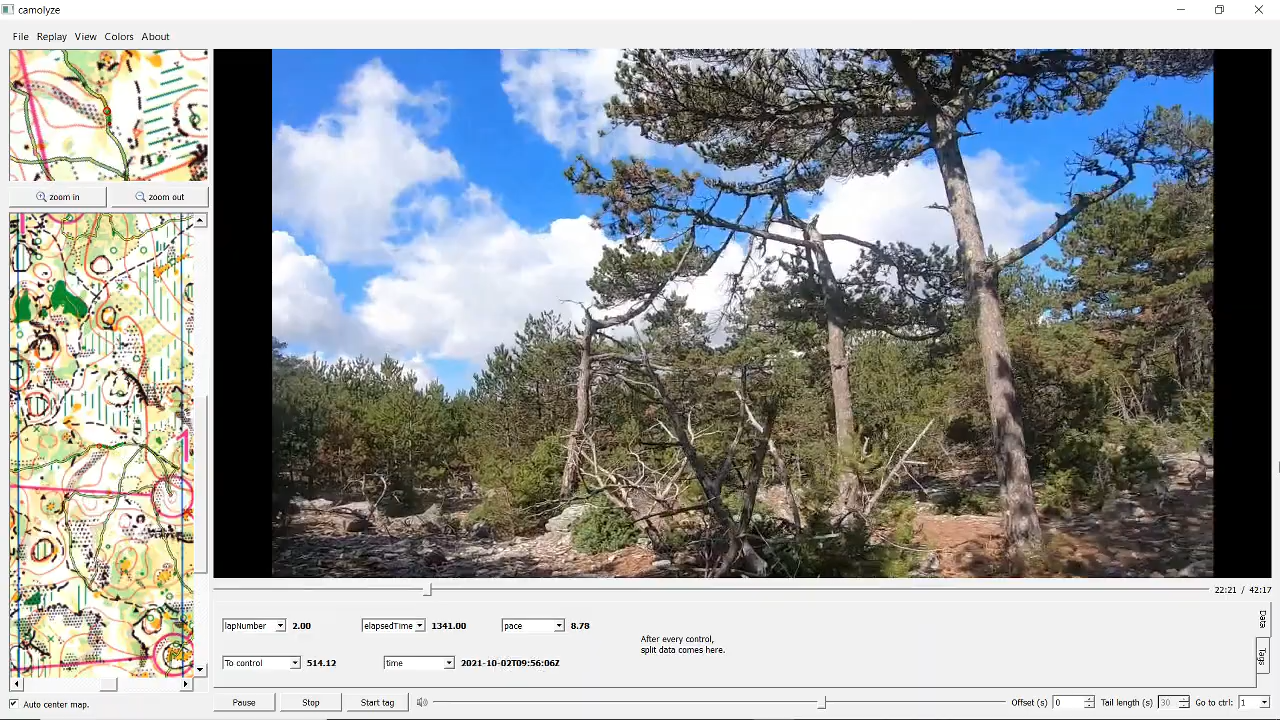 camolyze
File Replay View Colors About
zoom in zoom out
1
22:21 / 42:17
Data
lapNumber 2.00 elapsedTime 1341.00 pace 8.78
After every control,
split data comes here.
Tags
To control 514.12 time 2021-10-02T09:56:06Z
Auto center map.
Pause Stop Start tag Offset (s) 0 Tail length (s) 30 Go to ctrl: 1